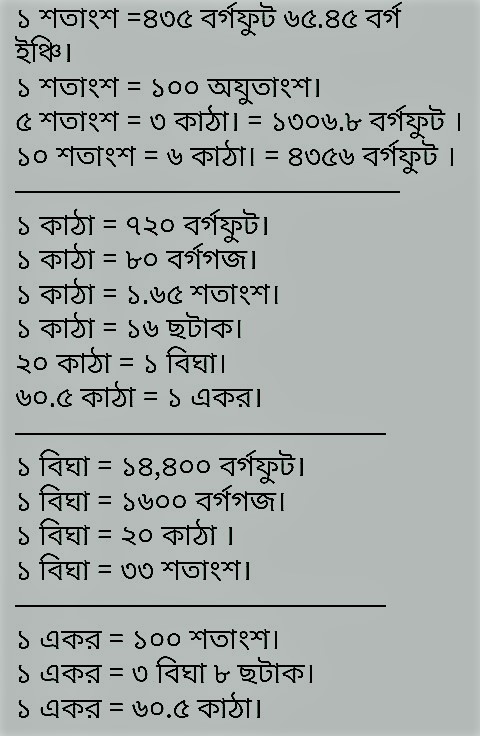 ১ শতাংশ =৪৩৫ বর্গফুট ৬৫.৪৫ বর্গ
ইঞ্চি।
১ শতাংশ = ১০০ অযুতাংশ।
৫ শতাংশ = ৩ কাঠা। = ১৩০৬.৮ বর্গফুট ।
১০ শতাংশ = ৬ কাঠা। = ৪৩৫৬ বর্গফুট ।
১ কাঠা = ৭২০ বর্গফুট।
১ কাঠা = ৮০ বর্গগজ।
১ কাঠা = ১.৬৫ শতাংশ।
১ কাঠা = ১৬ ছটাক।
২০ কাঠা = ১ বিঘা।
৬০.৫ কাঠা = ১ একর।
১ বিঘা = ১৪,৪০০ বর্গফুট।
১ বিঘা = ১৬০০ বর্গগজ।
১ বিঘা = ২০ কাঠা ।
১ বিঘা = ৩৩ শতাংশ।
১ একর = ১০০ শতাংশ।
১ একর = ৩ বিঘা ৮ ছটাক।
১ একর = ৬০.৫ কাঠা।